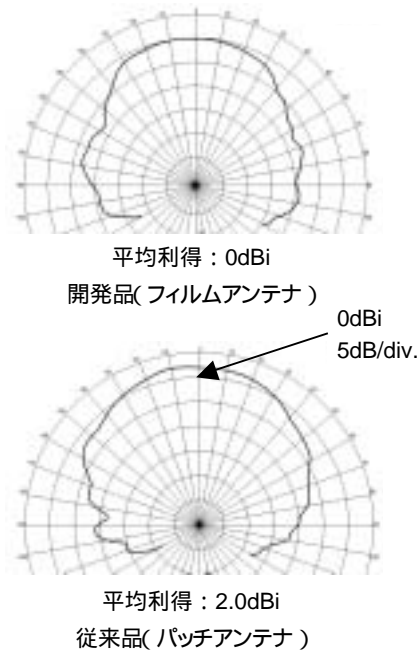 平均利得：0dBi
開発品(フィルムアンテナ)
0dBi
5dB/div.
平均利得：2.0dBi
従来品(パッチアンテナ)